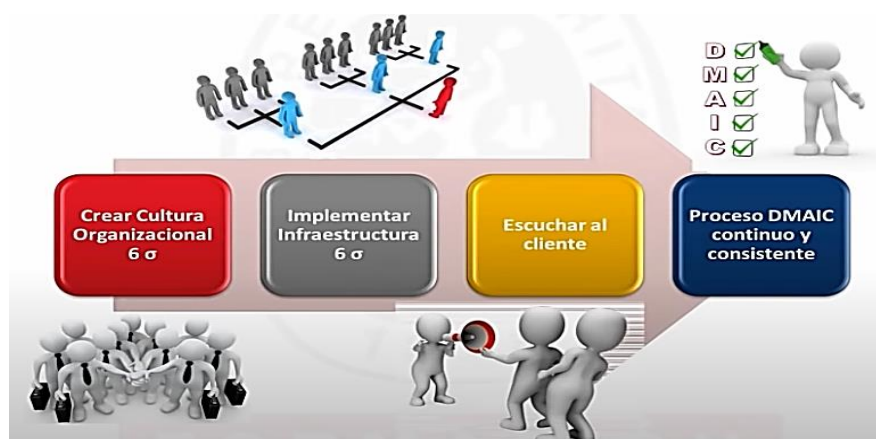 D
M
A
I
C
Crear Cultura
Organizacional
6 σ
Implementar
Infraestructura
6 σ
Escuchar al
cliente
Proceso DMAIC
continuo y
consistente